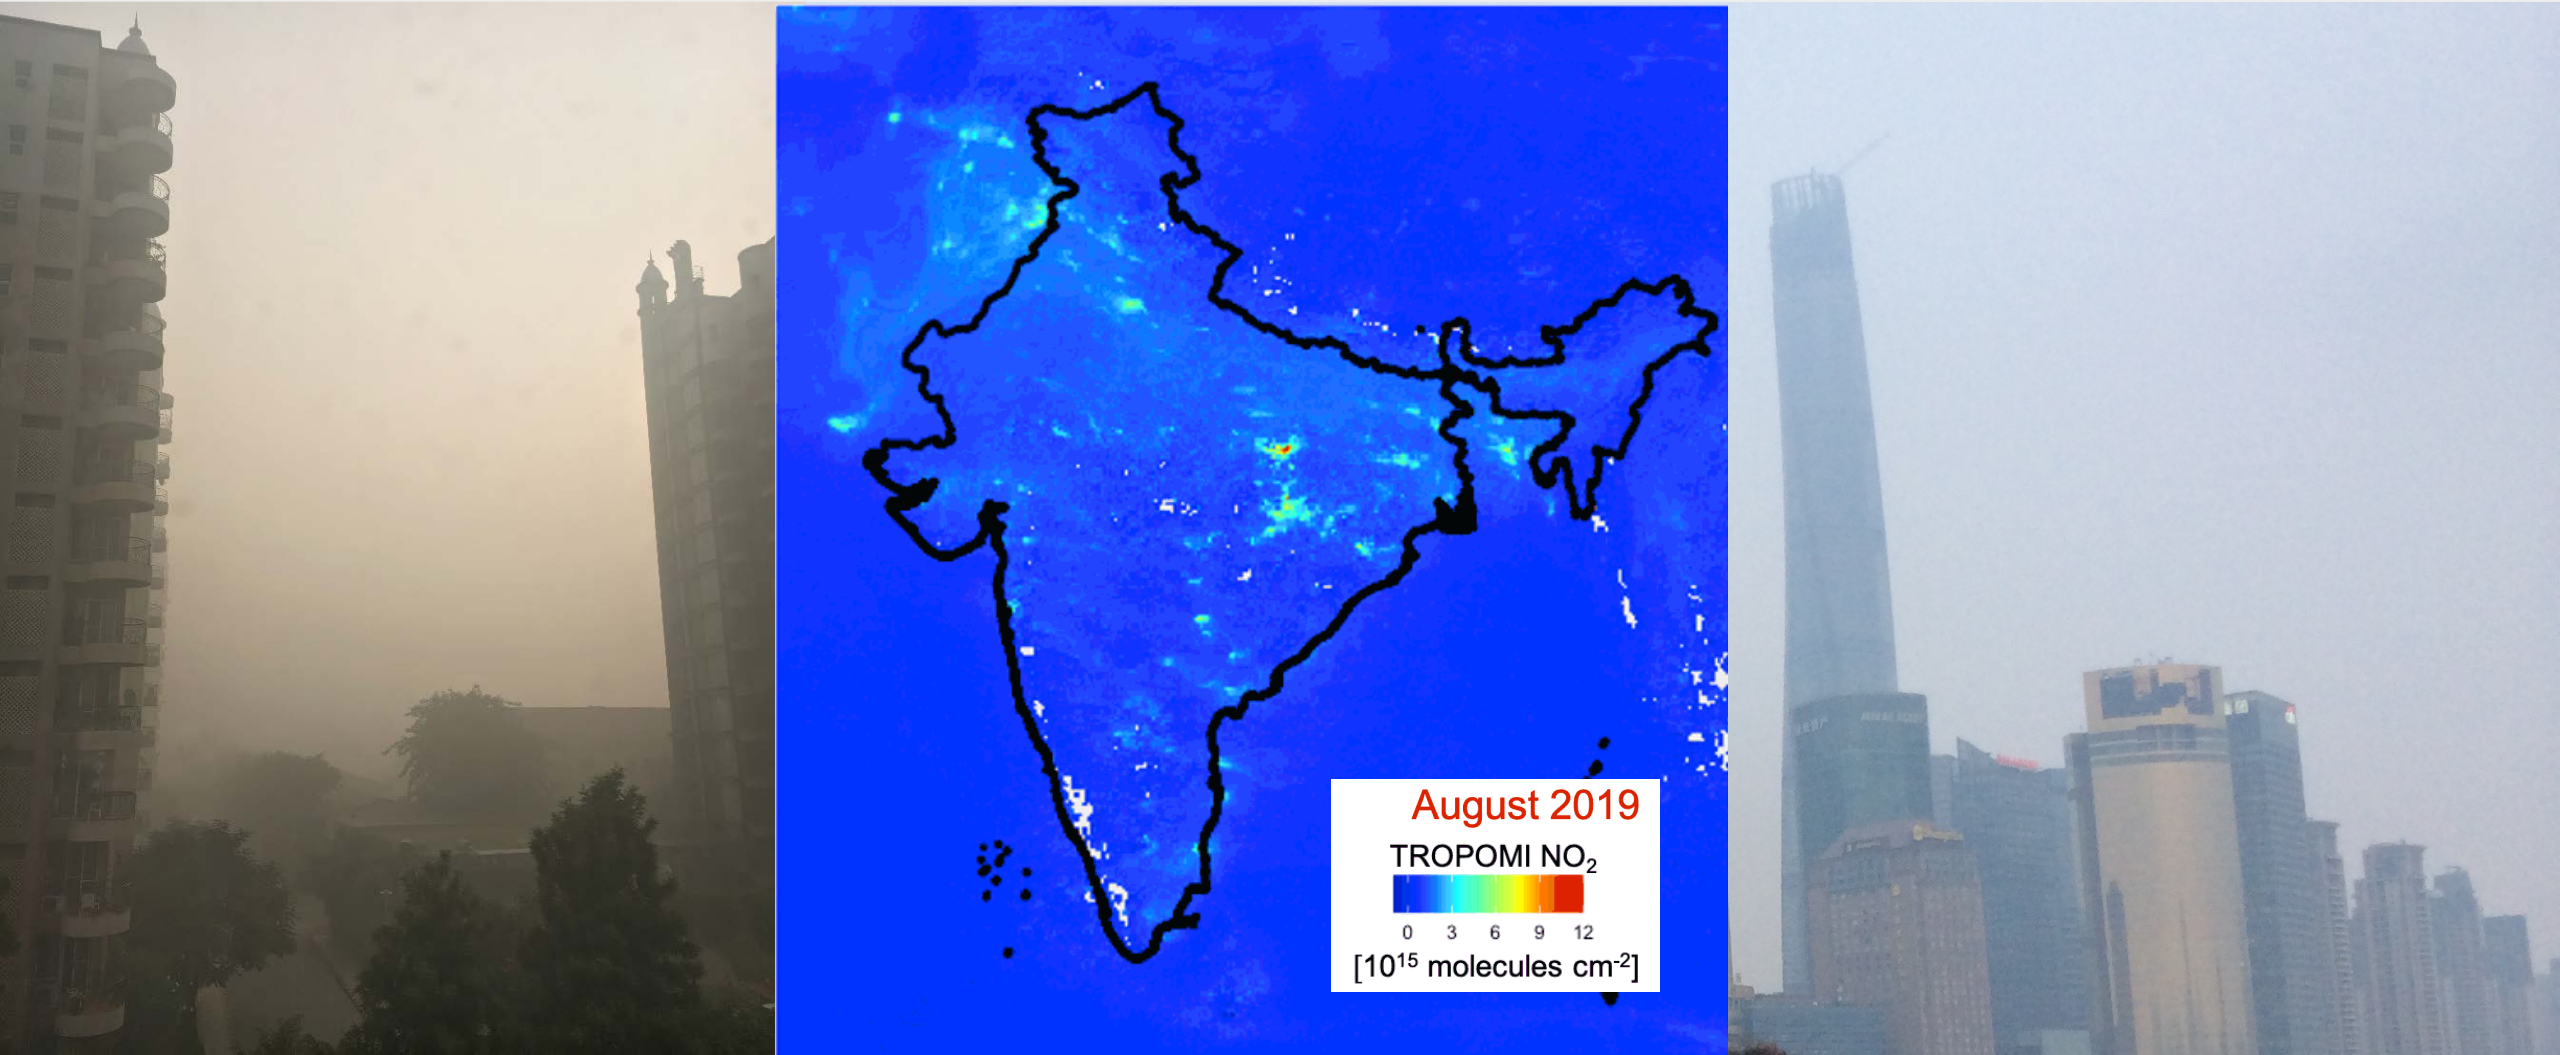 August 2019
TROPOMI NO₂
0 3 6 9 12
[10¹⁵ molecules cm⁻²]